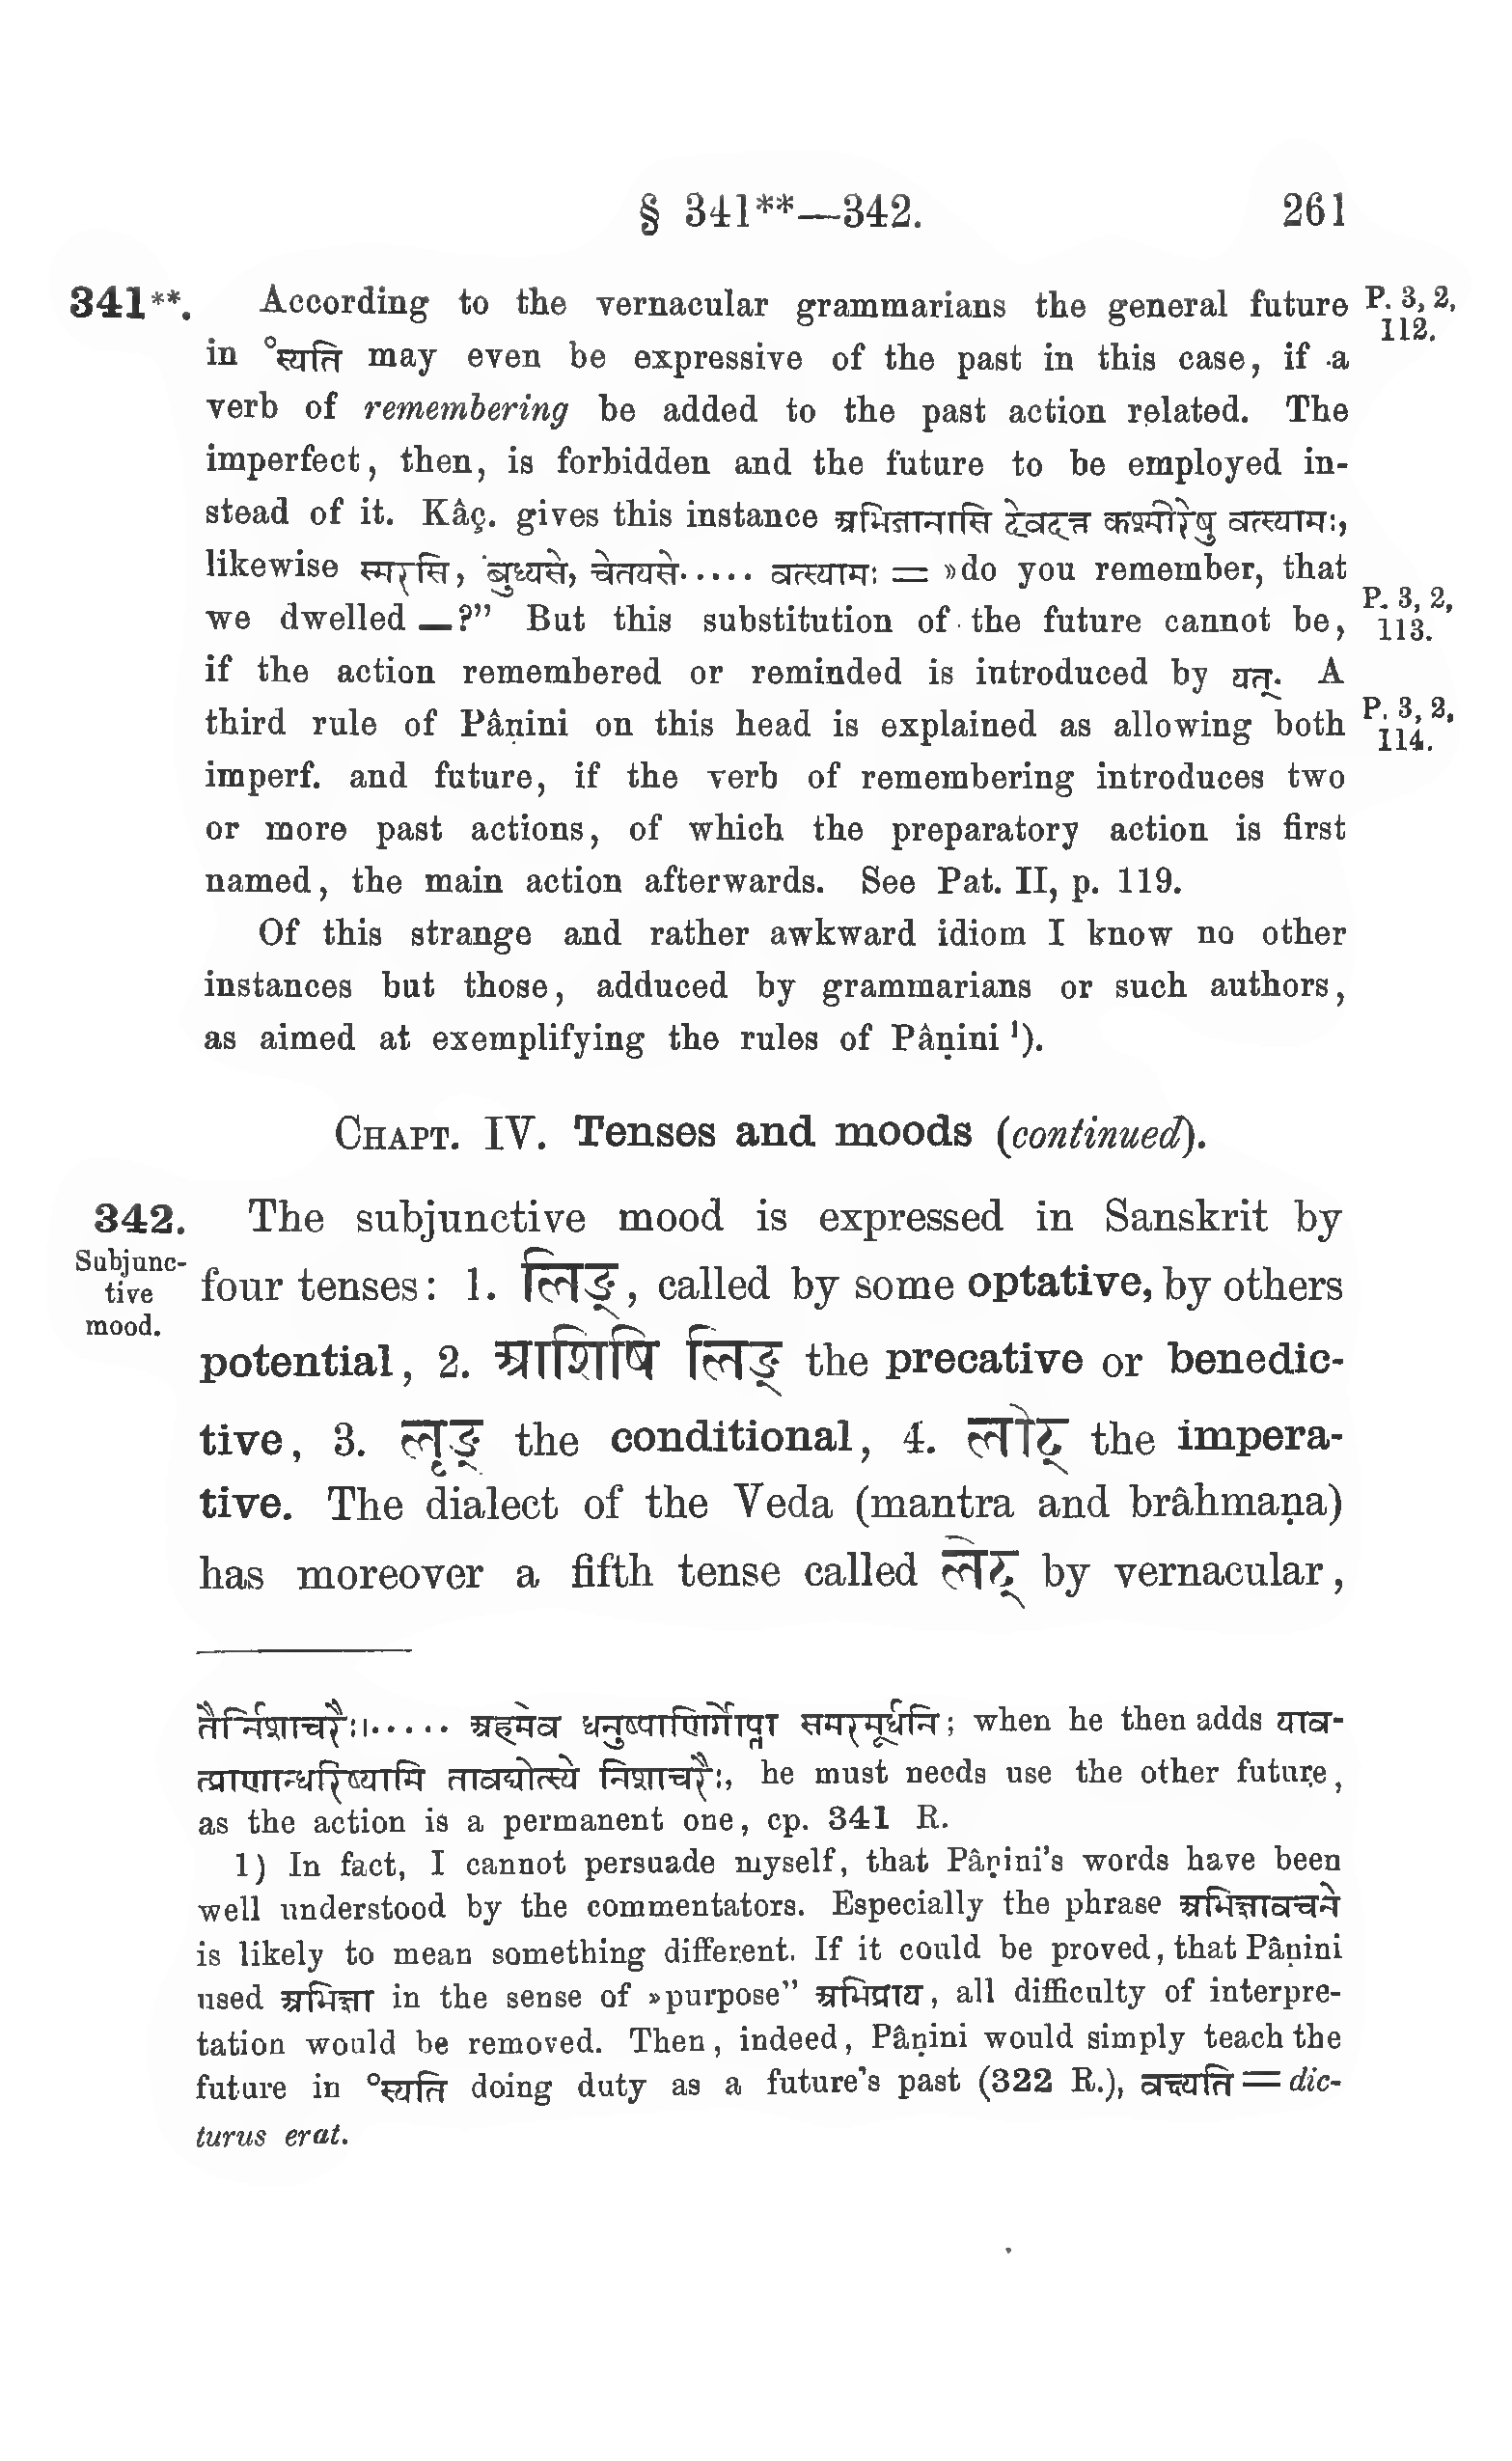 § 341**—342. 261
341**. According to the vernacular grammarians the general future P. 3, 2, 112.
in °स्यति may even be expressive of the past in this case, if a
verb of remembering be added to the past action related. The
imperfect, then, is forbidden and the future to be employed in-
stead of it. Kâç. gives this instance अभिजानासि देवदत्त कश्मीरेषु वत्स्यामः,
likewise स्मरसि, बुध्यसे, चेतयसे..... वत्स्यामः = »do you remember, that
we dwelled —?” But this substitution of the future cannot be, P. 3, 2, 113.
if the action remembered or reminded is introduced by यत्. A
third rule of Pâṇini on this head is explained as allowing both P. 3, 2, 114.
imperf. and future, if the verb of remembering introduces two
or more past actions, of which the preparatory action is first
named, the main action afterwards. See Pat. II, p. 119.
Of this strange and rather awkward idiom I know no other
instances but those, adduced by grammarians or such authors,
as aimed at exemplifying the rules of Pâṇini ¹).
CHAPT. IV. Tenses and moods (continued).
342. The subjunctive mood is expressed in Sanskrit by
Subjunc-
tive
mood.
four tenses: 1. लिङ्, called by some optative, by others
potential, 2. आशिषि लिङ् the precative or benedic-
tive, 3. लृङ् the conditional, 4. लोट् the impera-
tive. The dialect of the Veda (mantra and brâhmaṇa)
has moreover a fifth tense called लेट् by vernacular,
तैर्निशाचरैः।..... अहमेव धनुष्पाणिर्गोप्ता समरमूर्धनि; when he then adds याव-
त्प्राणान्धरिष्यामि तावद्योत्स्ये निशाचरैः, he must needs use the other future,
as the action is a permanent one, cp. 341 R.
1) In fact, I cannot persuade myself, that Pâṇini's words have been
well understood by the commentators. Especially the phrase अभिज्ञावचने
is likely to mean something different. If it could be proved, that Pâṇini
used अभिज्ञा in the sense of »purpose” अभिप्राय, all difficulty of interpre-
tation would be removed. Then, indeed, Pâṇini would simply teach the
future in °स्यति doing duty as a future's past (322 R.), वक्ष्यति = dic-
turus erat.